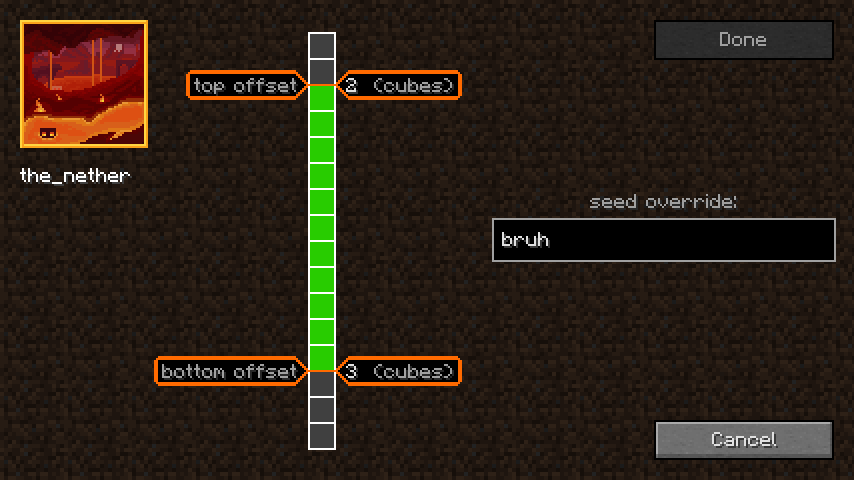 Done
top offset 2 (cubes)
the_nether
seed override:
bruh
bottom offset 3 (cubes)
Cancel